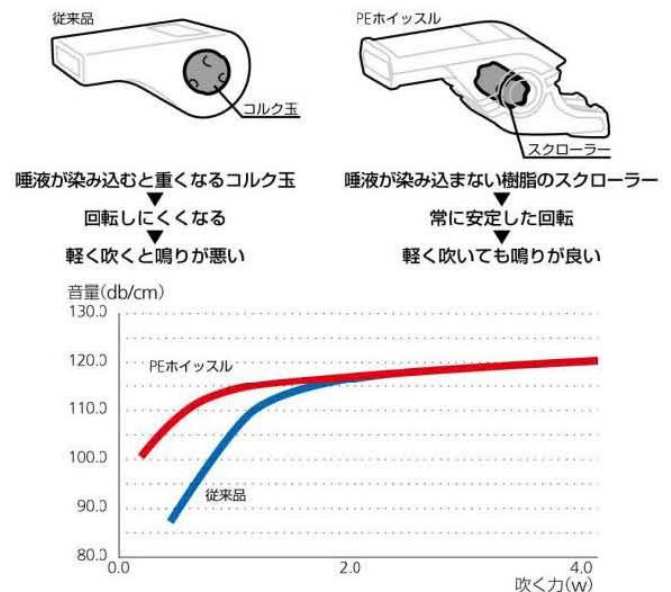 従来品
コルク玉
唾液が染み込むと重くなるコルク玉
▼
回転しにくくなる
▼
軽く吹くと鳴りが悪い
PEホイッスル
スクローラー
唾液が染み込まない樹脂のスクローラー
▼
常に安定した回転
▼
軽く吹いても鳴りが良い
音量(db/cm)
130.0
120.0
110.0
100.0
90.0
80.0
PEホイッスル
従来品
0.0
2.0
4.0
吹く力(w)